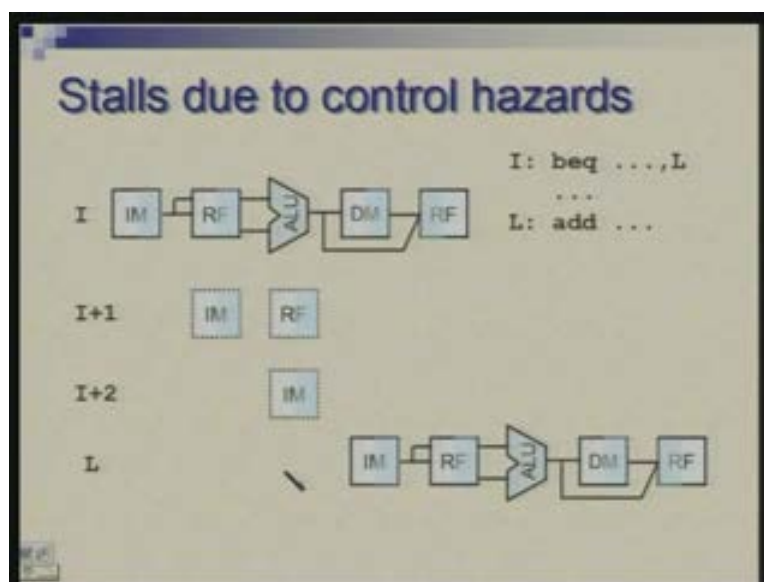 Stalls due to control hazards
I: beq ...,L
...
L: add ...
I IM RF ALU DM RF
I+1 IM RF
I+2 IM
L IM RF ALU DM RF